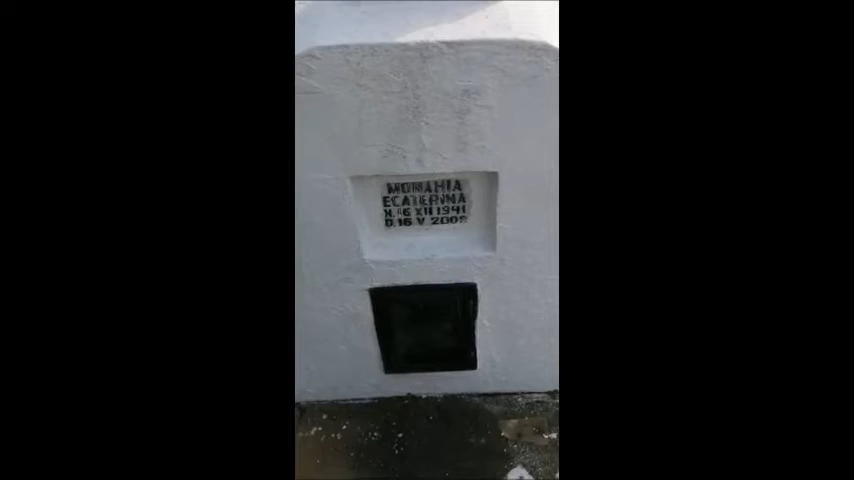 MONAHIA
ECATERINA
N. 16 XII 1941
D. 16 V